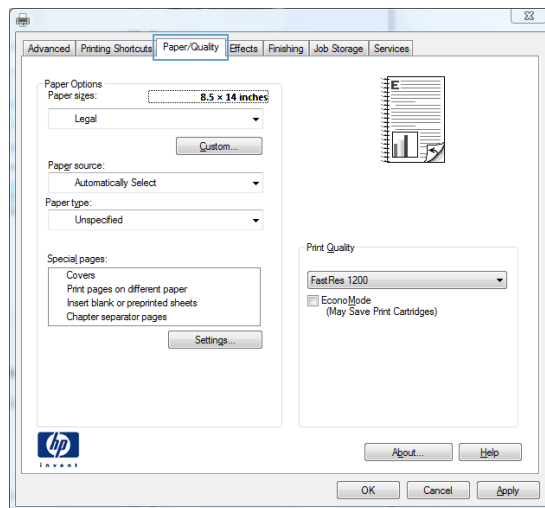 Advanced Printing Shortcuts Paper/Quality Effects Finishing Job Storage Services
Paper Options
Paper sizes:
8.5 × 14 inches
Legal
Custom...
Paper source:
Automatically Select
Paper type:
Unspecified
Special pages:
Covers
Print pages on different paper
Insert blank or preprinted sheets
Chapter separator pages
Settings...
E
Print Quality
FastRes 1200
EconoMode
(May Save Print Cartridges)
hp
invent
About... Help
OK Cancel Apply